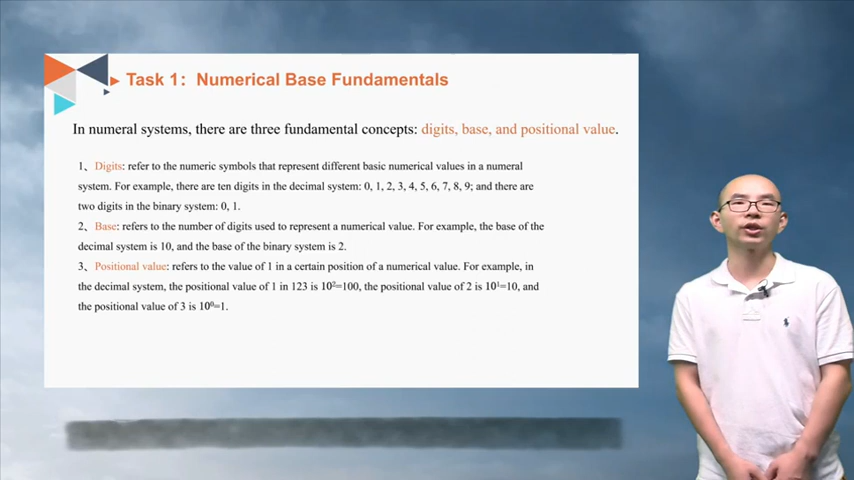 Task 1: Numerical Base Fundamentals
In numeral systems, there are three fundamental concepts: digits, base, and positional value.
1、Digits: refer to the numeric symbols that represent different basic numerical values in a numeral
system. For example, there are ten digits in the decimal system: 0, 1, 2, 3, 4, 5, 6, 7, 8, 9; and there are
two digits in the binary system: 0, 1.
2、Base: refers to the number of digits used to represent a numerical value. For example, the base of the
decimal system is 10, and the base of the binary system is 2.
3、Positional value: refers to the value of 1 in a certain position of a numerical value. For example, in
the decimal system, the positional value of 1 in 123 is 10²=100, the positional value of 2 is 10¹=10, and
the positional value of 3 is 10⁰=1.